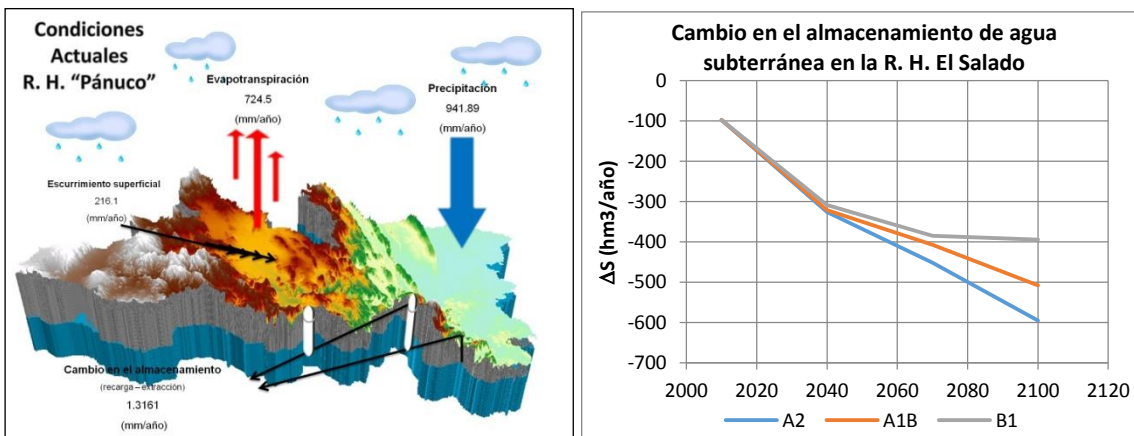 Condiciones
Actuales
R. H. “Pánuco”
Evapotranspiración
724.5
(mm/año)
Precipitación
941.89
(mm/año)
Escurrimiento superficial
216.1
(mm/año)
Cambio en el almacenamiento
(recarga – extracción)
1.3161
(mm/año)
Cambio en el almacenamiento de agua
subterránea en la R. H. El Salado
ΔS (hm3/año)
0
-100
-200
-300
-400
-500
-600
-700
2000 2020 2040 2060 2080 2100 2120
A2 A1B B1